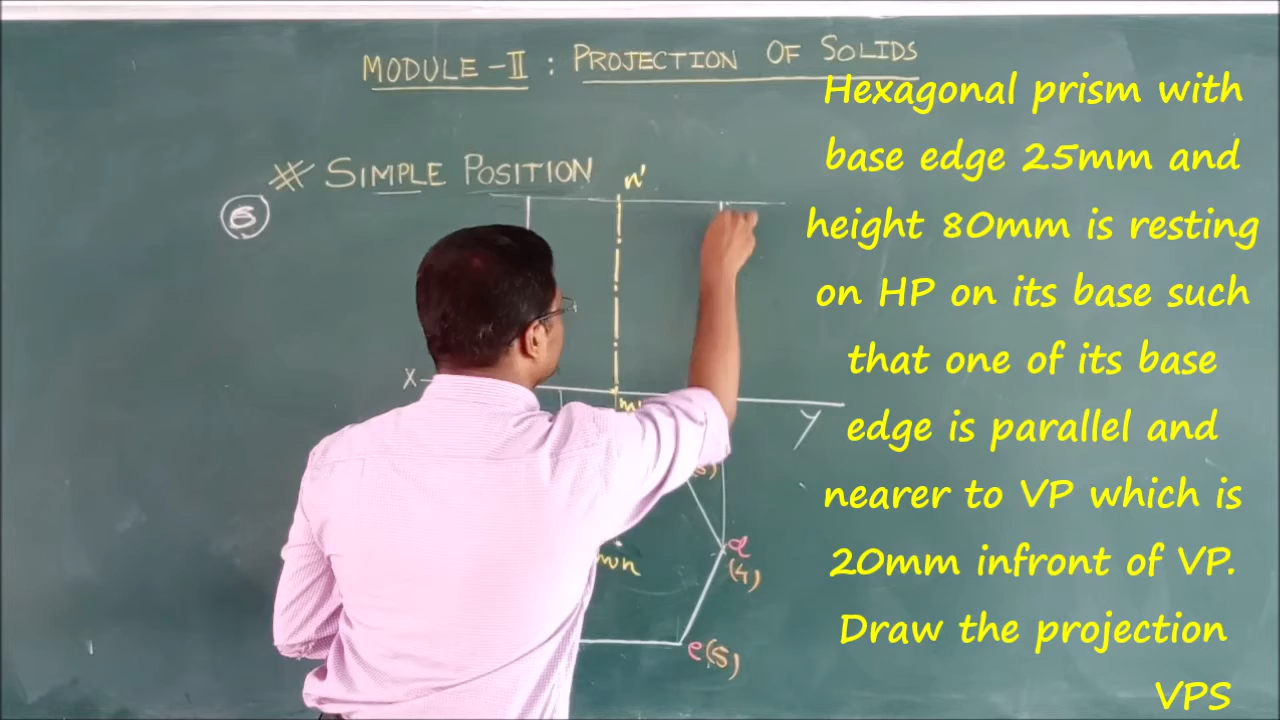 MODULE-II : PROJECTION OF SOLIDS
# SIMPLE POSITION
6
n'
X
m'
Y
(3)
d
(4)
mn
e(5)
Hexagonal prism with
base edge 25mm and
height 80mm is resting
on HP on its base such
that one of its base
edge is parallel and
nearer to VP which is
20mm infront of VP.
Draw the projection
VPS